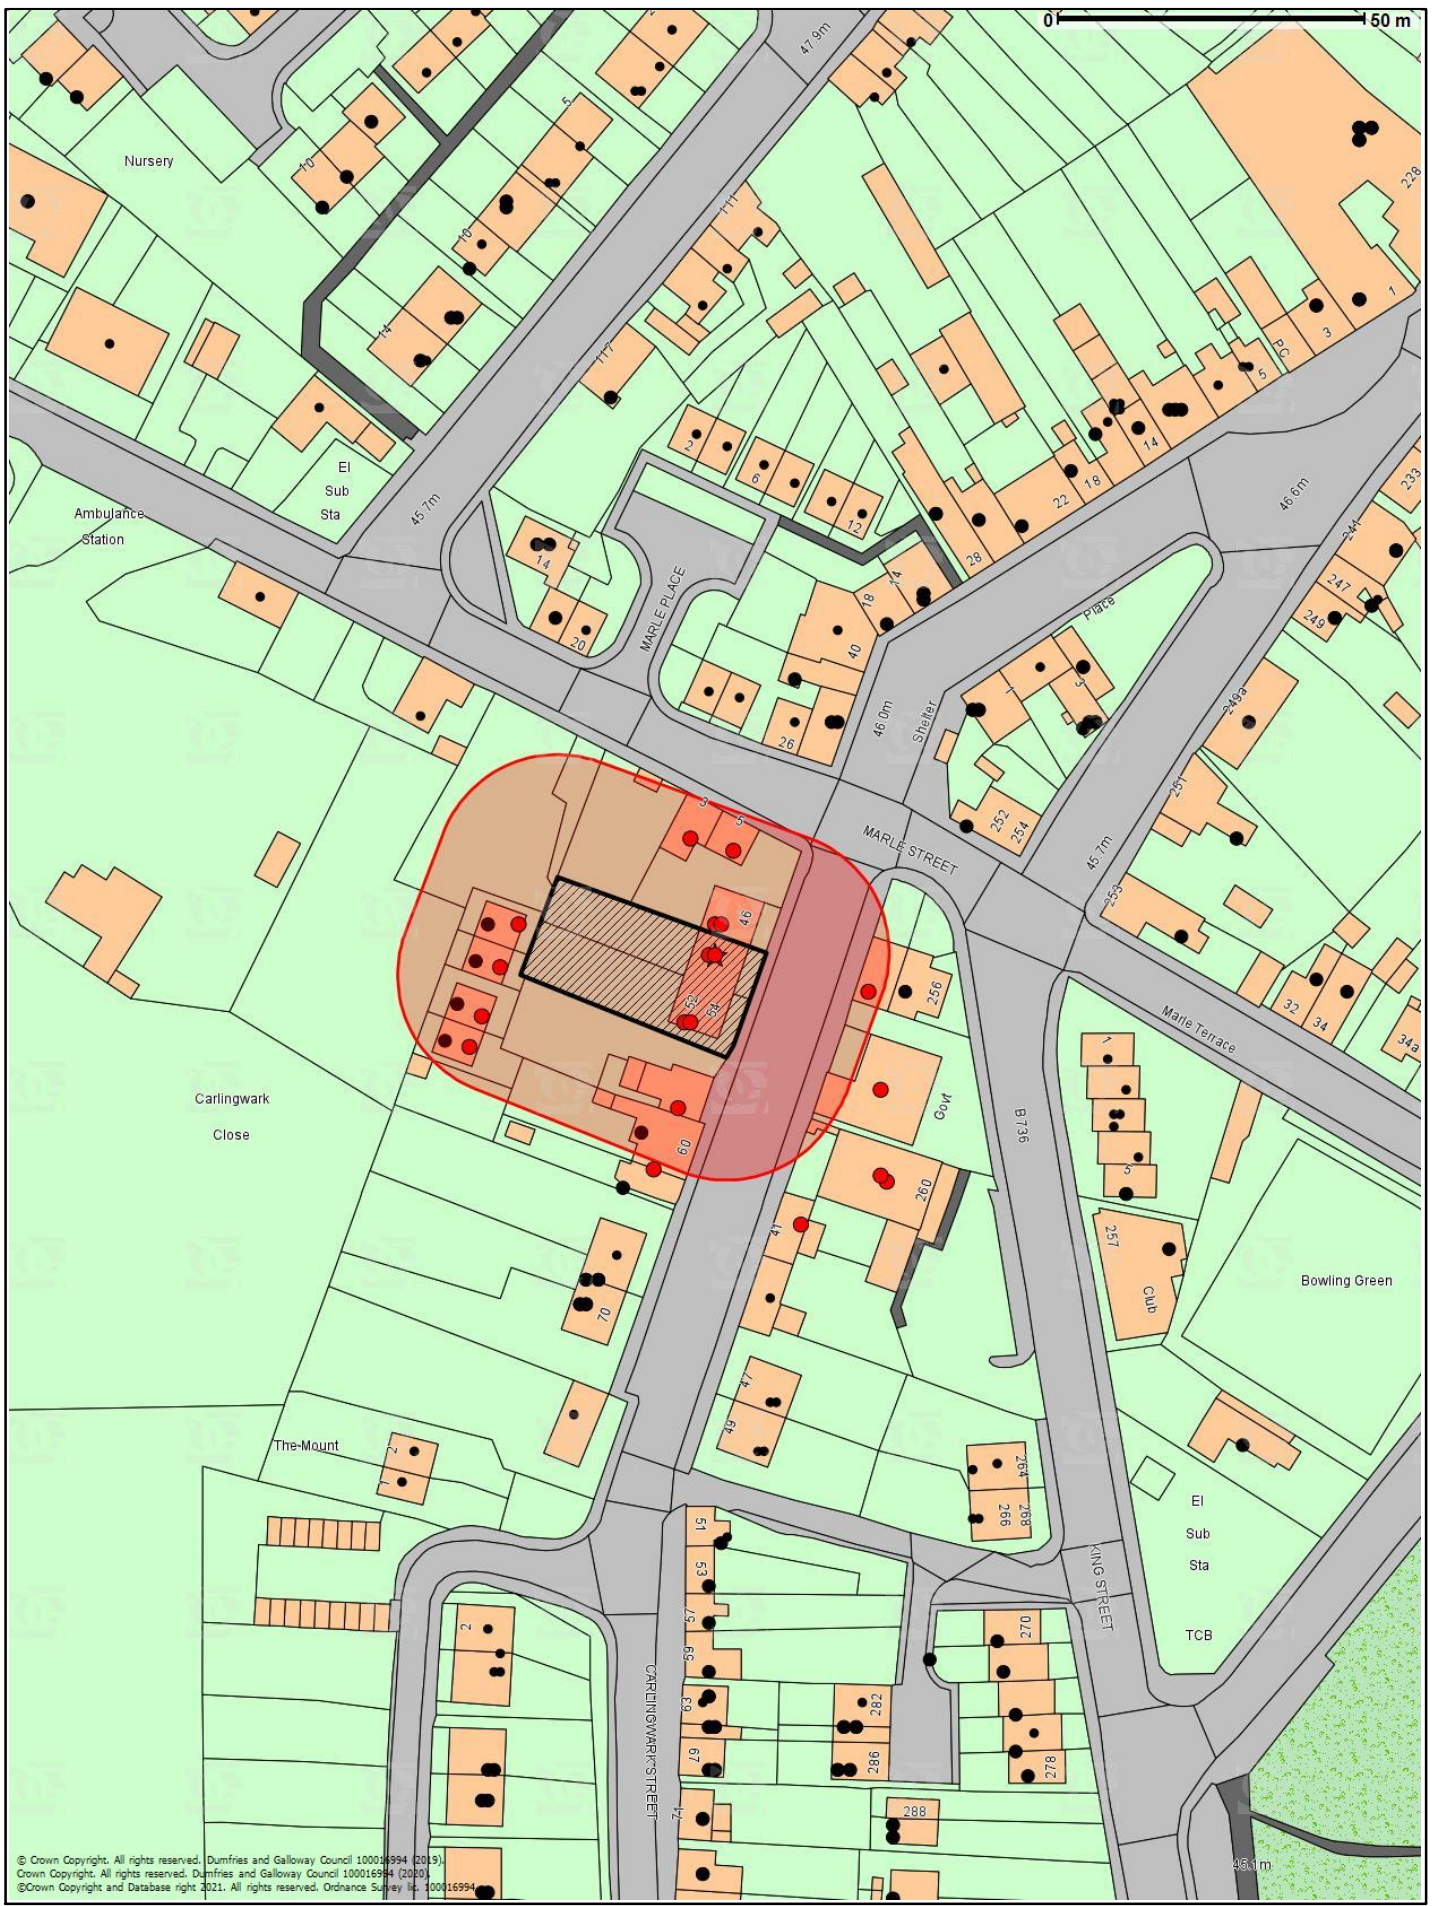 0 50 m
47.9m
5
Nursery
10
228
111
10
1
14
3
PC
117
5
2
14
6
18
233
El
Sub
Sta
22
45.7m
46.6m
12
Ambulance
Station
241
28
14
14
247
18
Place
249
MARLE PLACE
20
40
3
1
249a
46.0m
Shelter
26
251
3
5
252
254
MARLE STREET
45.7m
253
46
256
52
54
32
34
Marle Terrace
34a
1
Carlingwark
Close
Govt
B 736
60
5
260
41
257
Club
Bowling Green
70
47
49
The Mount
2
1
264
266
268
El
Sub
Sta
51
53
KING STREET
57
2
270
TCB
59
CARLINGWARK STREET
63
282
67
286
278
71
288
45.1m
© Crown Copyright. All rights reserved. Dumfries and Galloway Council 100016994 (2019).
Crown Copyright. All rights reserved. Dumfries and Galloway Council 100016994 (2020).
©Crown Copyright and Database right 2021. All rights reserved. Ordnance Survey lic. 100016994